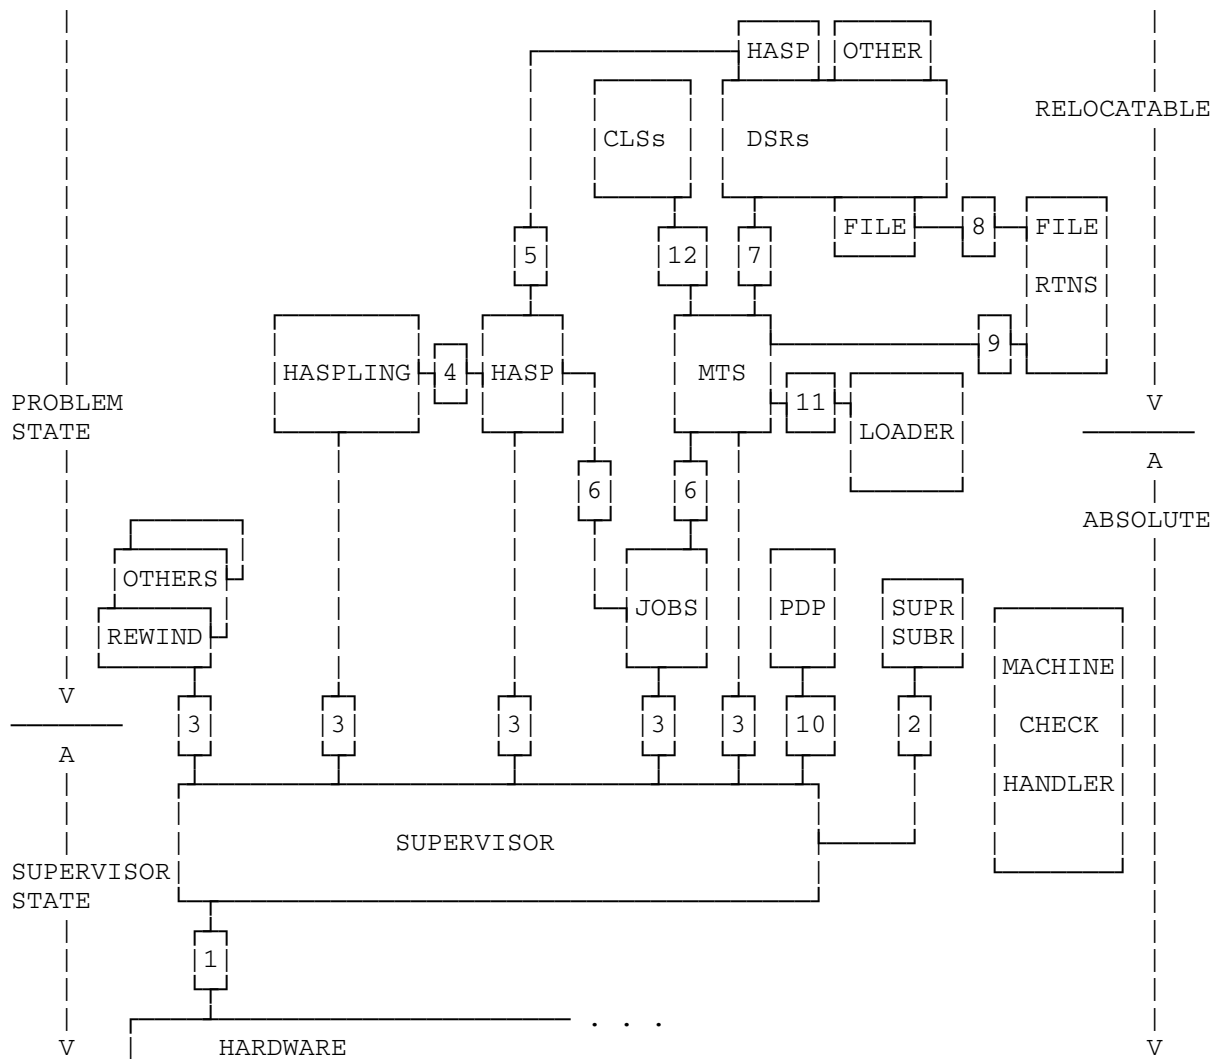 HASP OTHER
RELOCATABLE
CLSs DSRs
FILE 8 FILE
5 12 7
RTNS
9
HASPLING 4 HASP MTS
PROBLEM 11 V
STATE LOADER
A
6 6
ABSOLUTE
OTHERS
JOBS PDP SUPR
REWIND SUBR
MACHINE
V
3 3 3 3 3 10 2 CHECK
A
HANDLER
SUPERVISOR
SUPERVISOR
STATE
1
. . .
V HARDWARE V